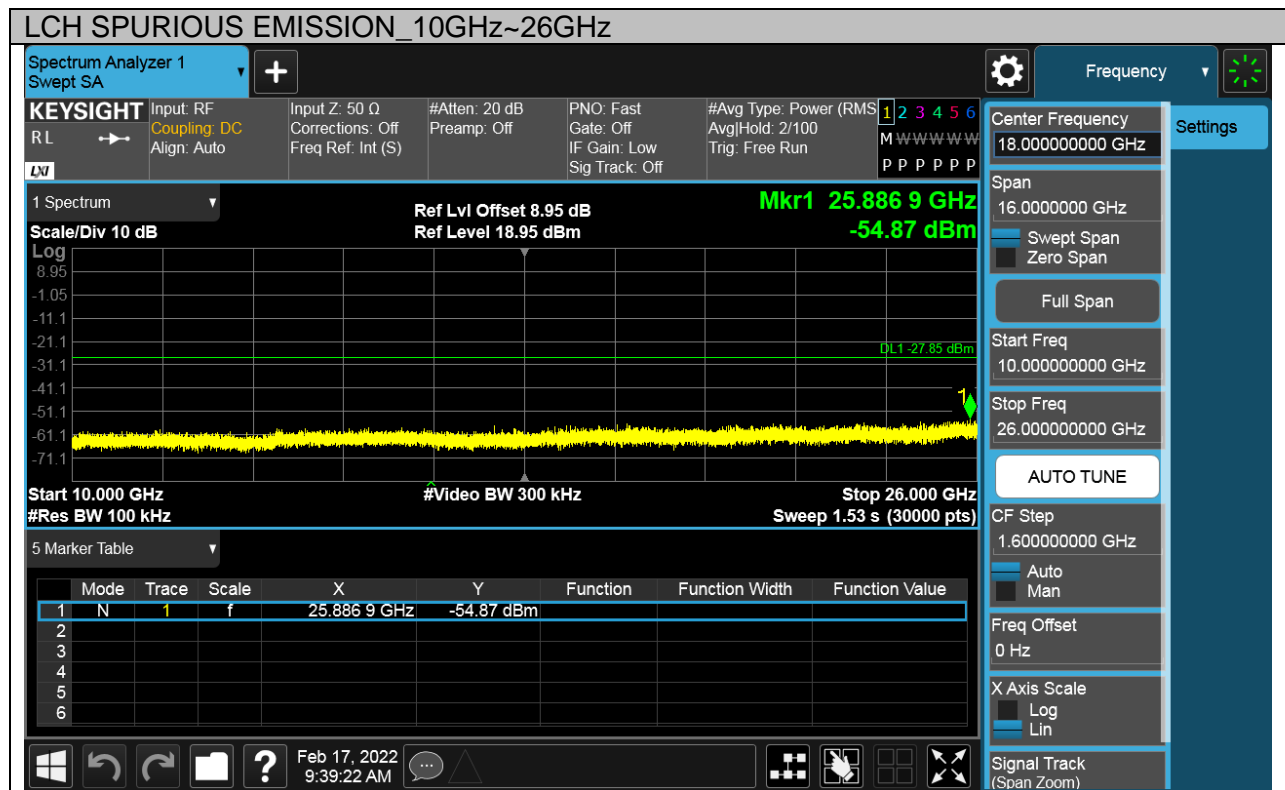 LCH SPURIOUS EMISSION_10GHz~26GHz
Spectrum Analyzer 1
Swept SA
Frequency
KEYSIGHT
RL
LXI
Input: RF
Coupling: DC
Align: Auto
Input Z: 50 Ω
Corrections: Off
Freq Ref: Int (S)
#Atten: 20 dB
Preamp: Off
PNO: Fast
Gate: Off
IF Gain: Low
Sig Track: Off
#Avg Type: Power (RMS
Avg|Hold: 2/100
Trig: Free Run
1 2 3 4 5 6
M W W W W W
P P P P P P
1 Spectrum
Scale/Div 10 dB
Ref Lvl Offset 8.95 dB
Ref Level 18.95 dBm
Mkr1 25.886 9 GHz
-54.87 dBm
Log
8.95
-1.05
-11.1
-21.1
-31.1
-41.1
-51.1
-61.1
-71.1
DL1 -27.85 dBm
1
Start 10.000 GHz
#Video BW 300 kHz
Stop 26.000 GHz
#Res BW 100 kHz
Sweep 1.53 s (30000 pts)
5 Marker Table
Mode Trace Scale X Y Function Function Width Function Value
1 N 1 f 25.886 9 GHz -54.87 dBm
2
3
4
5
6
Feb 17, 2022
9:39:22 AM
Center Frequency
18.000000000 GHz
Settings
Span
16.0000000 GHz
Swept Span
Zero Span
Full Span
Start Freq
10.000000000 GHz
Stop Freq
26.000000000 GHz
AUTO TUNE
CF Step
1.600000000 GHz
Auto
Man
Freq Offset
0 Hz
X Axis Scale
Log
Lin
Signal Track
(Span Zoom)